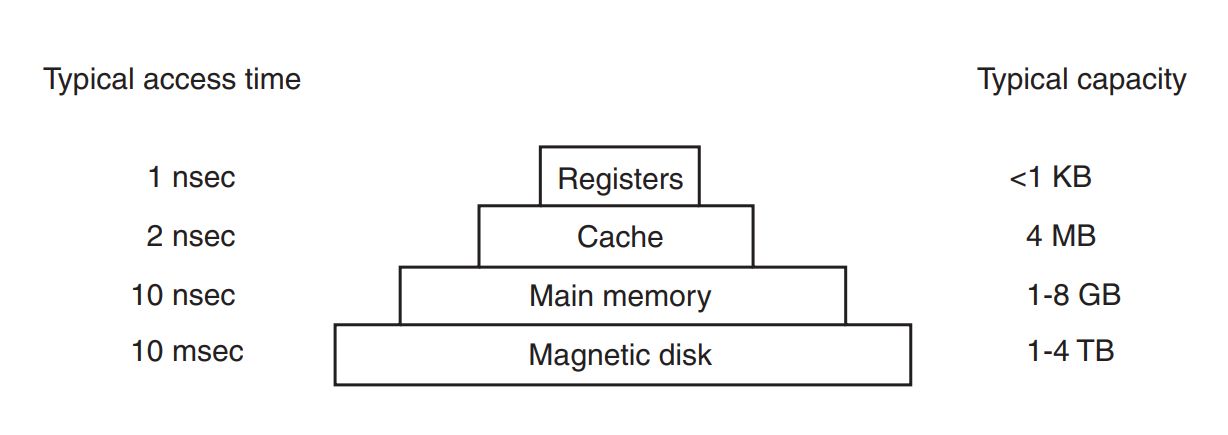 Typical access time Typical capacity
1 nsec Registers <1 KB
2 nsec Cache 4 MB
10 nsec Main memory 1-8 GB
10 msec Magnetic disk 1-4 TB